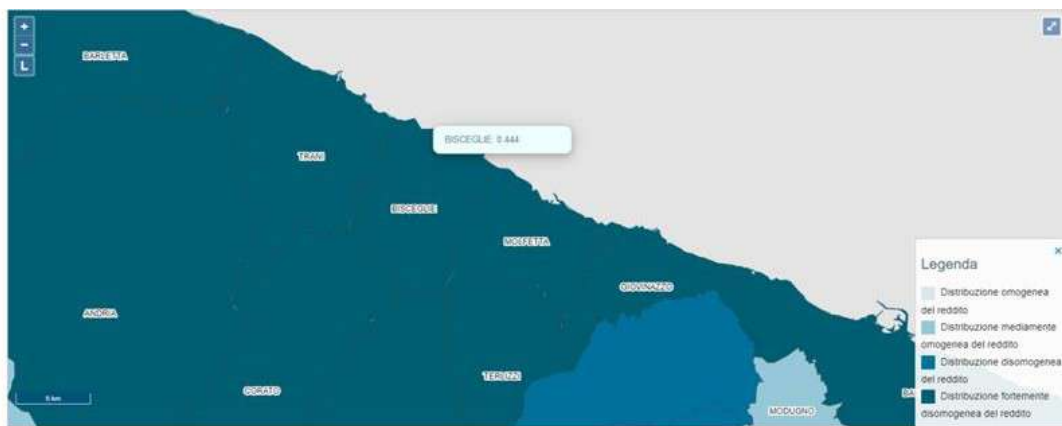 +
−
L
BARLETTA
BISCEGLIE: 0.444
TRANI
BISCEGLIE
MOLFETTA
GIOVINAZZO
ANDRIA
TERLIZZI
CORATO
MODUGNO
BA
5 km
Legenda
Distribuzione omogenea
del reddito
Distribuzione mediamente
omogenea del reddito
Distribuzione disomogenea
del reddito
Distribuzione fortemente
disomogenea del reddito